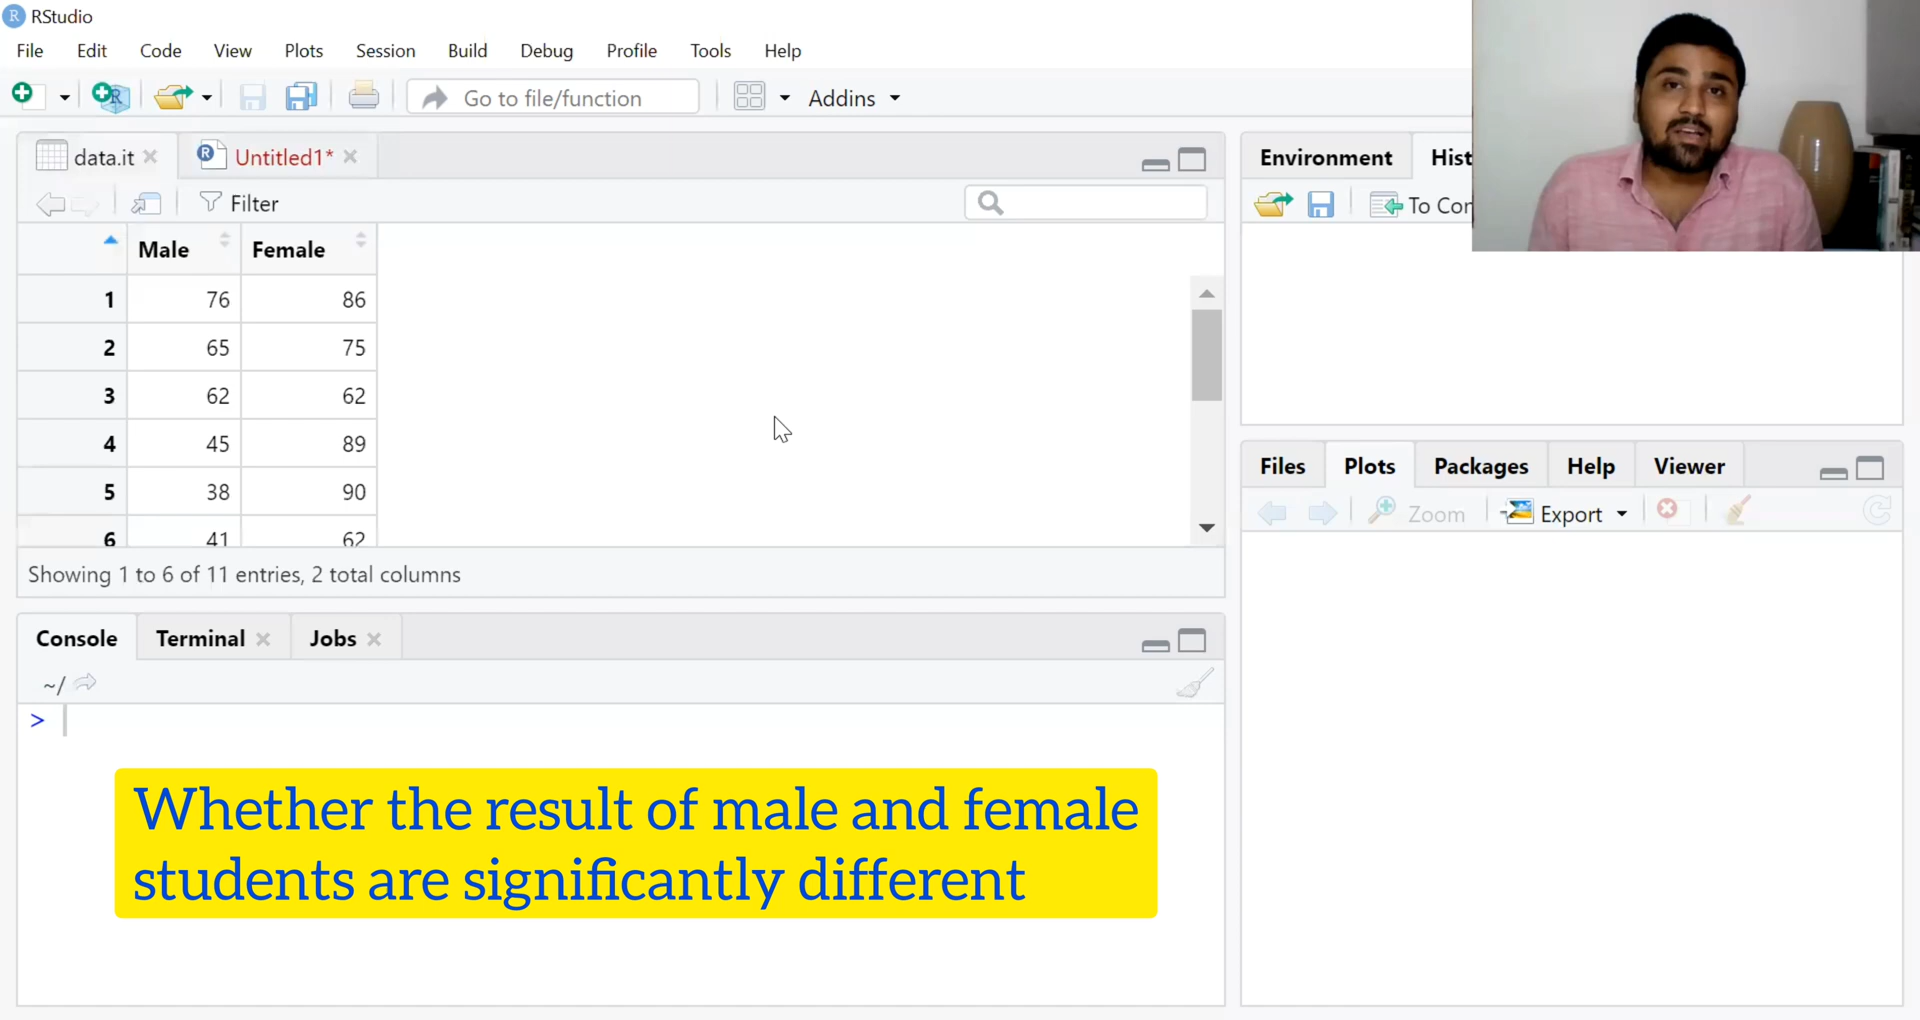 RStudio
File Edit Code View Plots Session Build Debug Profile Tools Help
Go to file/function Addins
data.it Untitled1*
Filter
Male Female
1 76 86
2 65 75
3 62 62
4 45 89
5 38 90
6 41 62
Showing 1 to 6 of 11 entries, 2 total columns
Console Terminal Jobs
~/
>
Whether the result of male and female
students are significantly different
Environment Hist
To Con
Files Plots Packages Help Viewer
Zoom Export